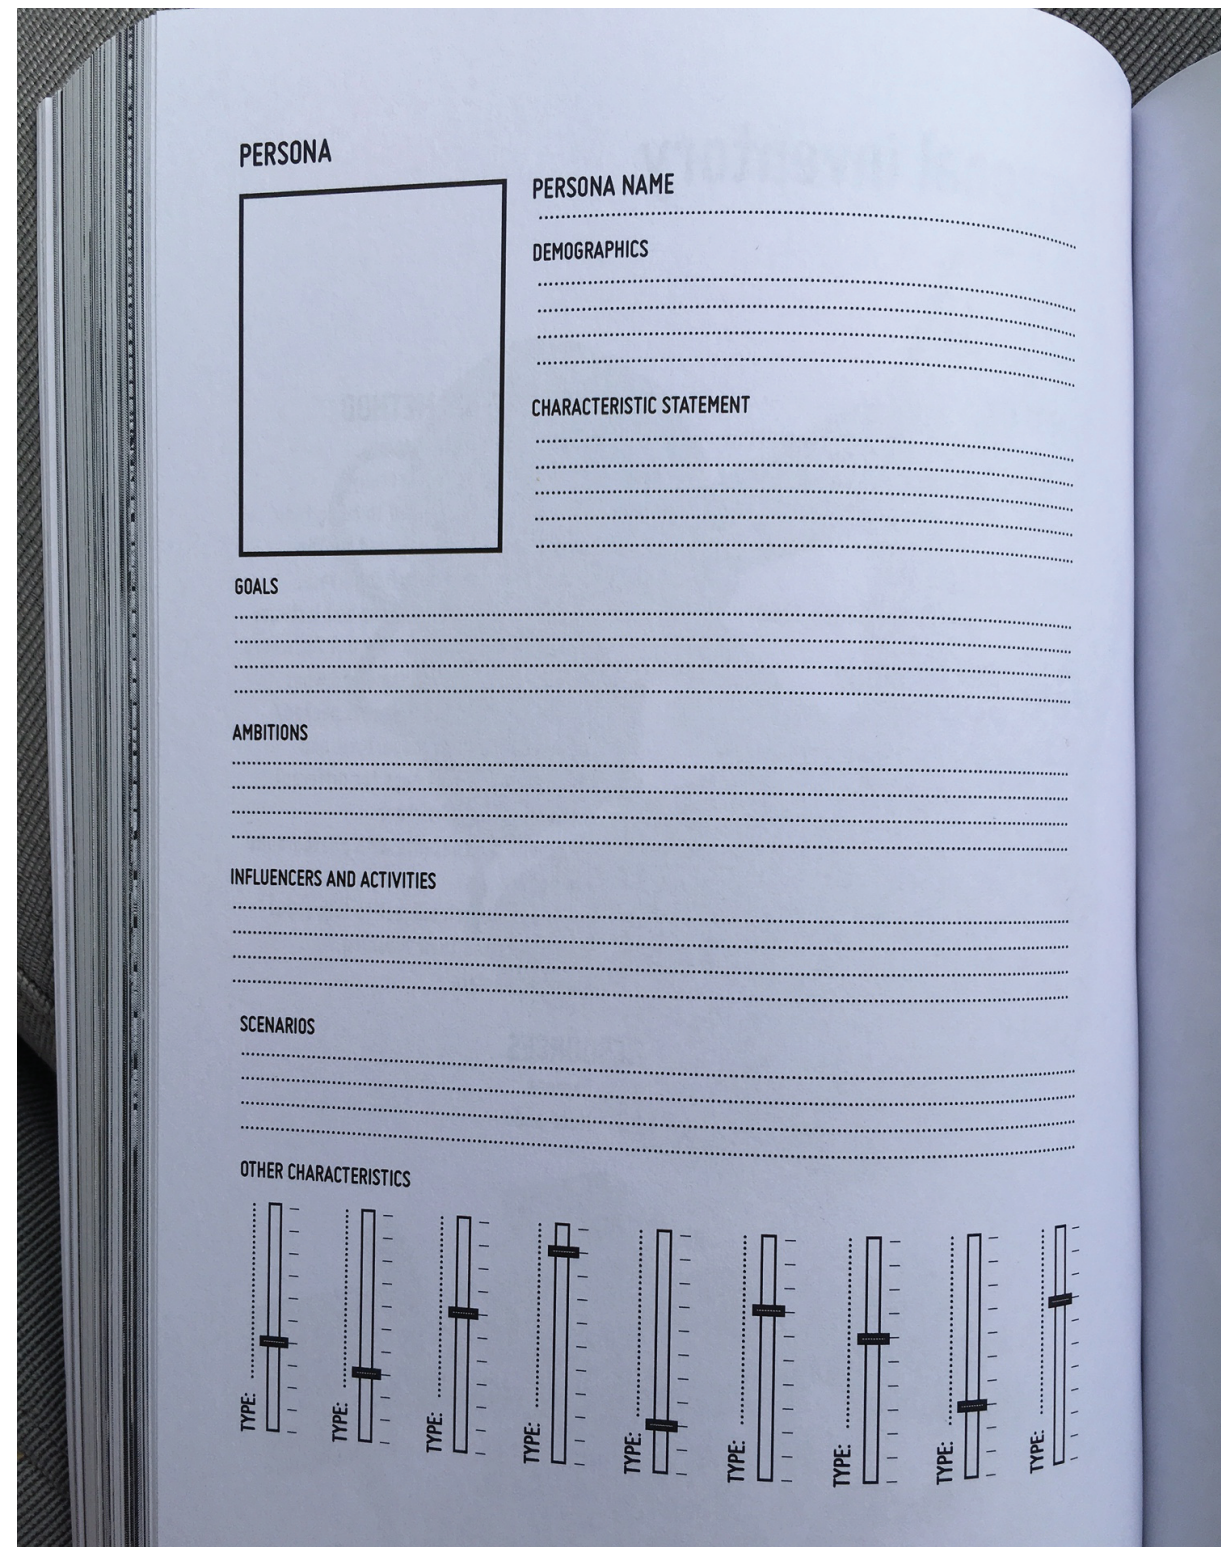 PERSONA
PERSONA NAME
DEMOGRAPHICS
CHARACTERISTIC STATEMENT
GOALS
AMBITIONS
INFLUENCERS AND ACTIVITIES
SCENARIOS
OTHER CHARACTERISTICS
TYPE:
TYPE:
TYPE:
TYPE:
TYPE:
TYPE:
TYPE:
TYPE:
TYPE: